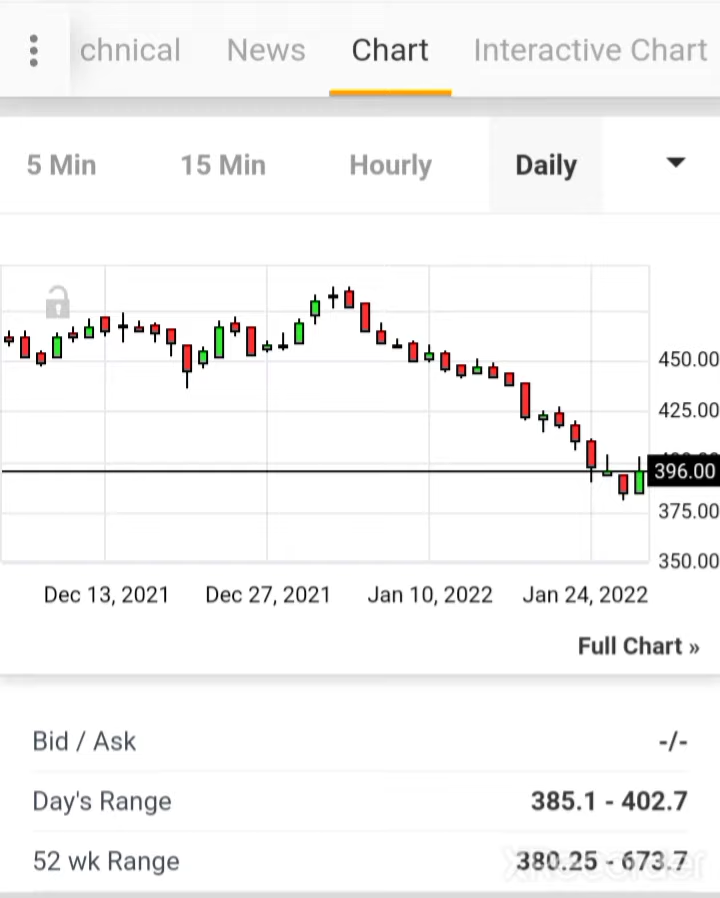 chnical News Chart Interactive Chart
5 Min 15 Min Hourly Daily
450.00
425.00
396.00
375.00
350.00
Dec 13, 2021 Dec 27, 2021 Jan 10, 2022 Jan 24, 2022
Full Chart »
Bid / Ask -/-
Day's Range 385.1 - 402.7
52 wk Range 380.25 - 673.7
XRecorder